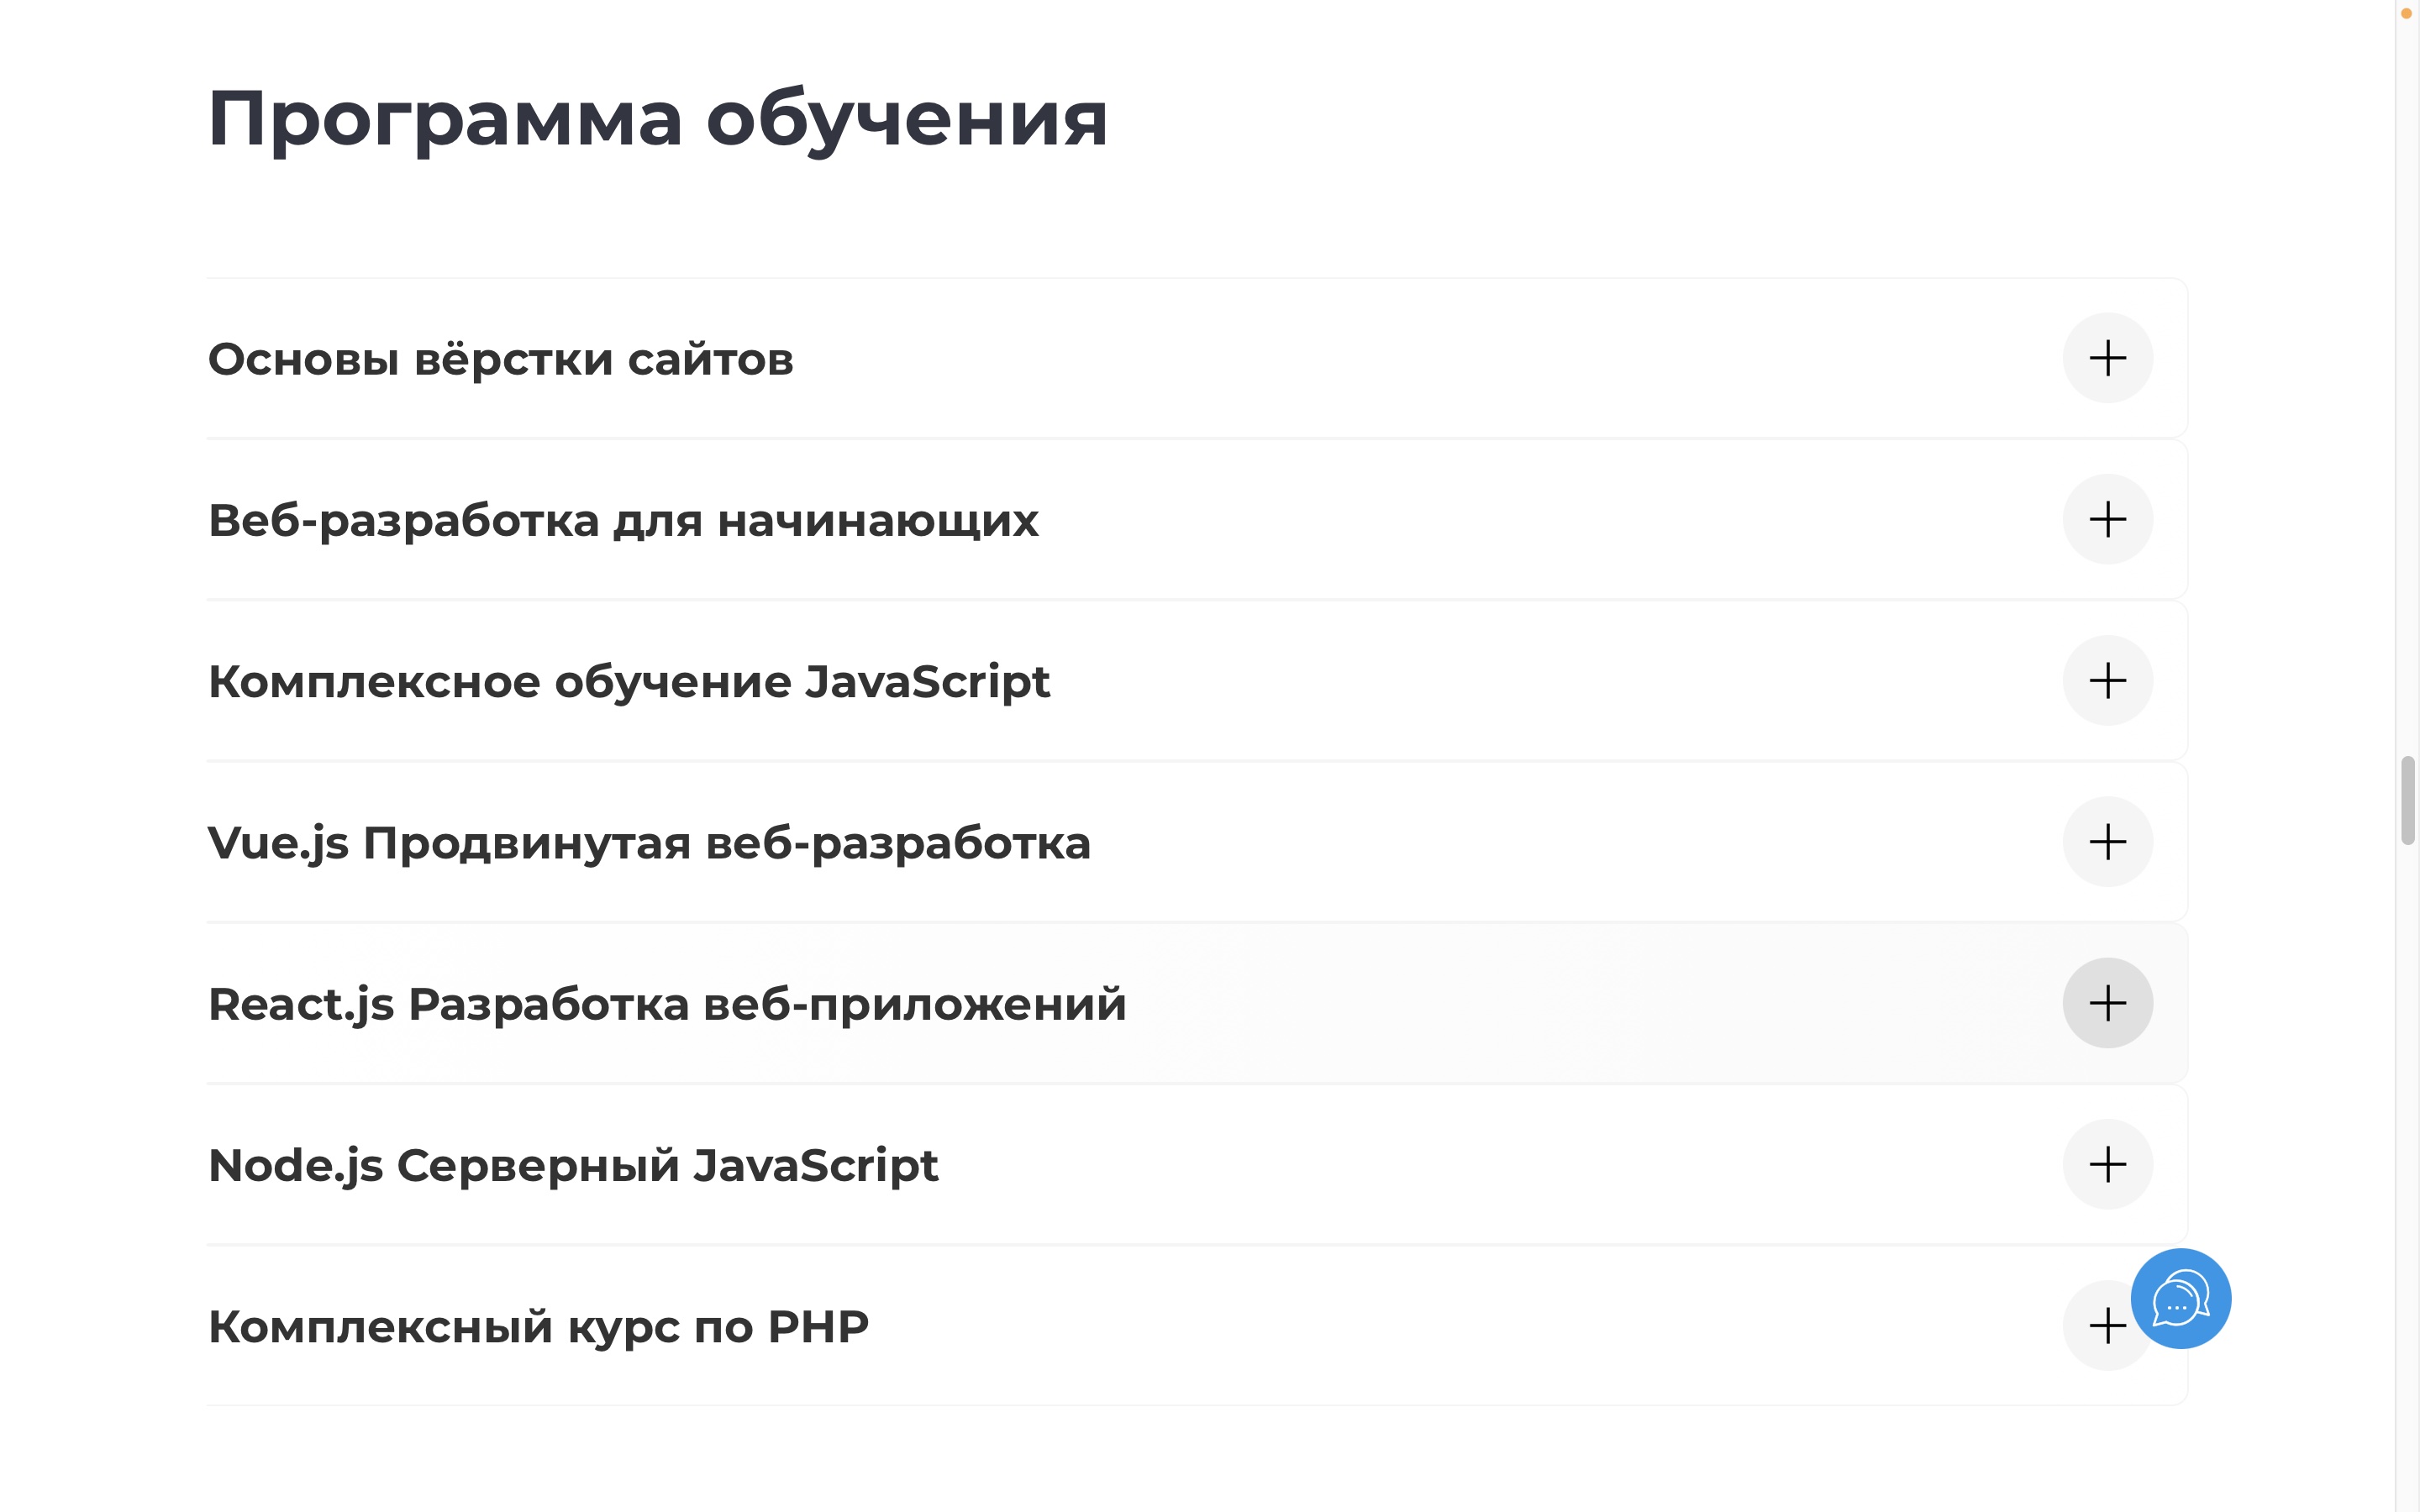 Программа обучения
Основы вёрстки сайтов
Веб-разработка для начинающих
Комплексное обучение JavaScript
Vue.js Продвинутая веб-разработка
React.js Разработка веб-приложений
Node.js Серверный JavaScript
Комплексный курс по PHP